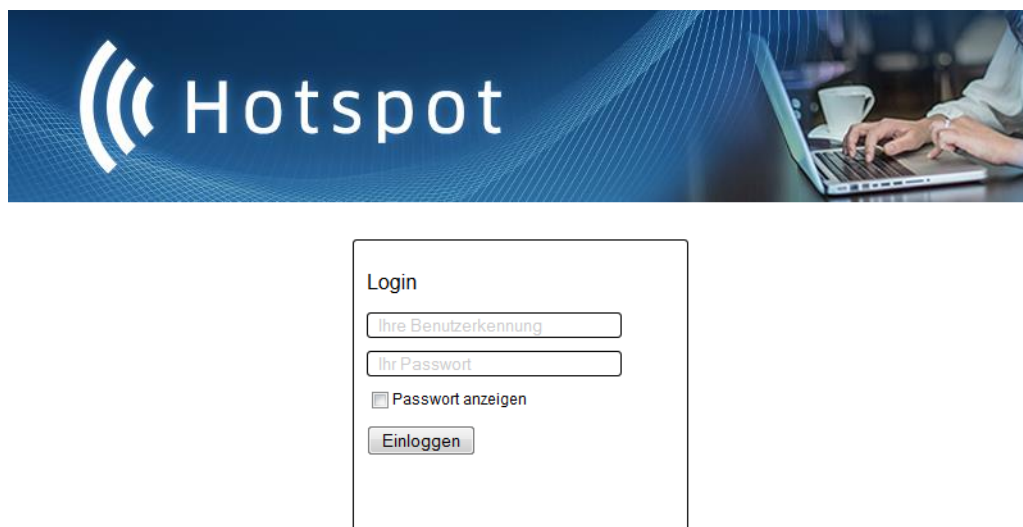 Hotspot
Login
Ihre Benutzerkennung
Ihr Passwort
Passwort anzeigen
Einloggen